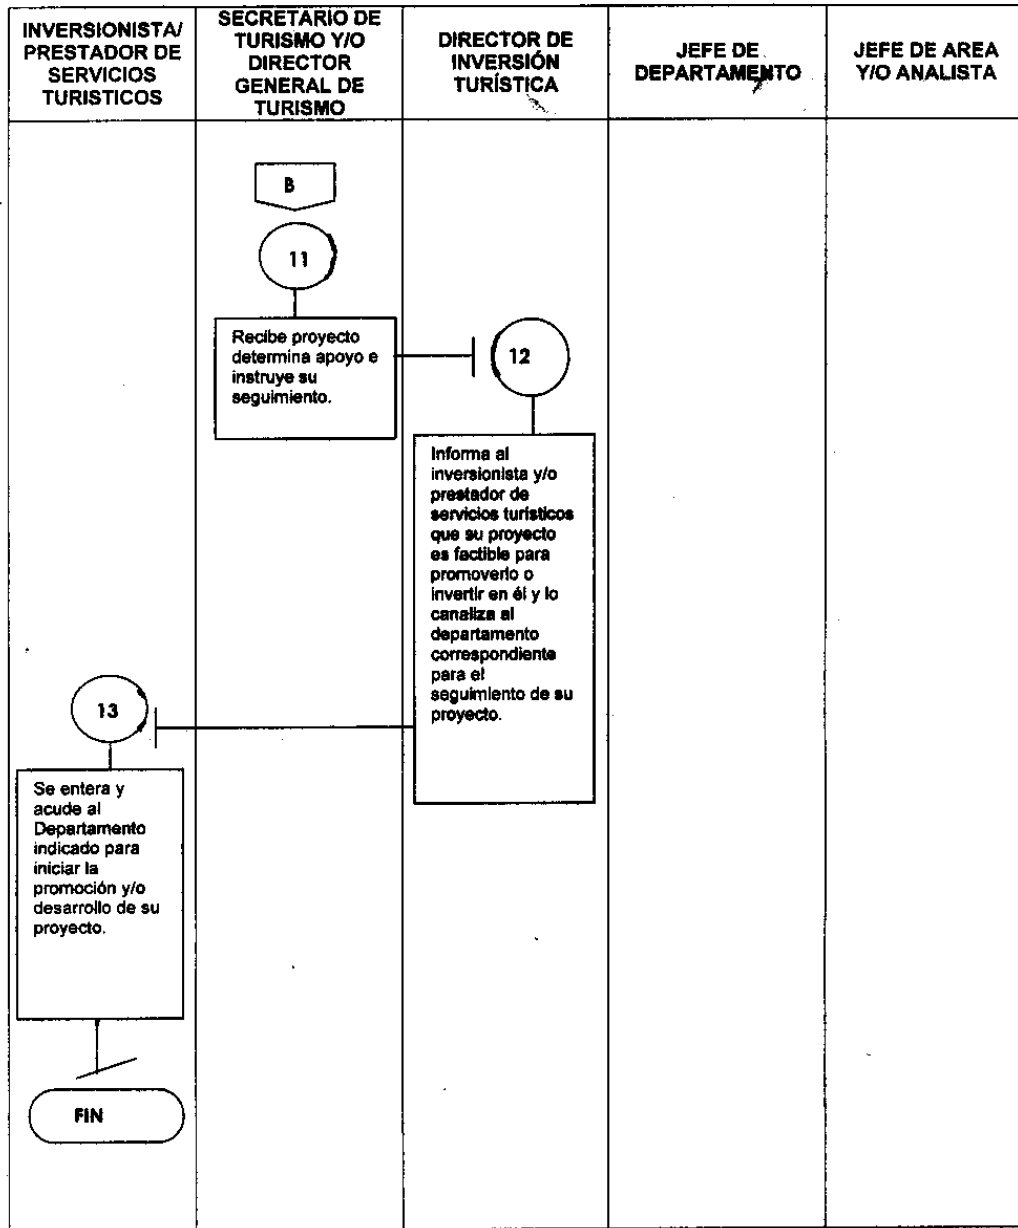 INVERSIONISTA/
PRESTADOR DE
SERVICIOS
TURISTICOS
SECRETARIO DE
TURISMO Y/O
DIRECTOR
GENERAL DE
TURISMO
DIRECTOR DE
INVERSIÓN
TURÍSTICA
JEFE DE
DEPARTAMENTO
JEFE DE AREA
Y/O ANALISTA
B
11
Recibe proyecto
determina apoyo e
instruye su
seguimiento.
12
Informa al
inversionista y/o
prestador de
servicios turísticos
que su proyecto
es factible para
promoverlo o
invertir en él y lo
canaliza al
departamento
correspondiente
para el
seguimiento de su
proyecto.
13
Se entera y
acude al
Departamento
indicado para
iniciar la
promoción y/o
desarrollo de su
proyecto.
FIN